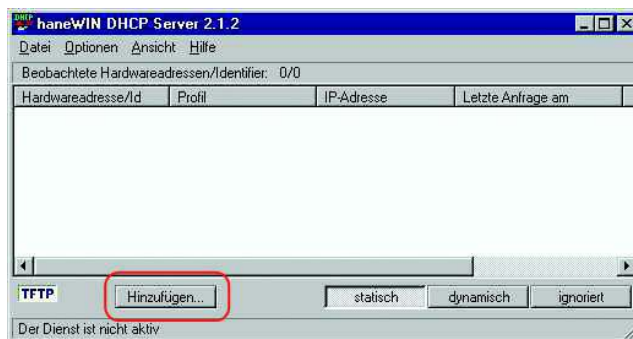 haneWIN DHCP Server 2.1.2
Datei Optionen Ansicht Hilfe
Beobachtete Hardwareadressen/Identifier: 0/0
Hardwareadresse/Id Profil IP-Adresse Letzte Anfrage am
TFTP Hinzufügen... statisch dynamisch ignoriert
Der Dienst ist nicht aktiv